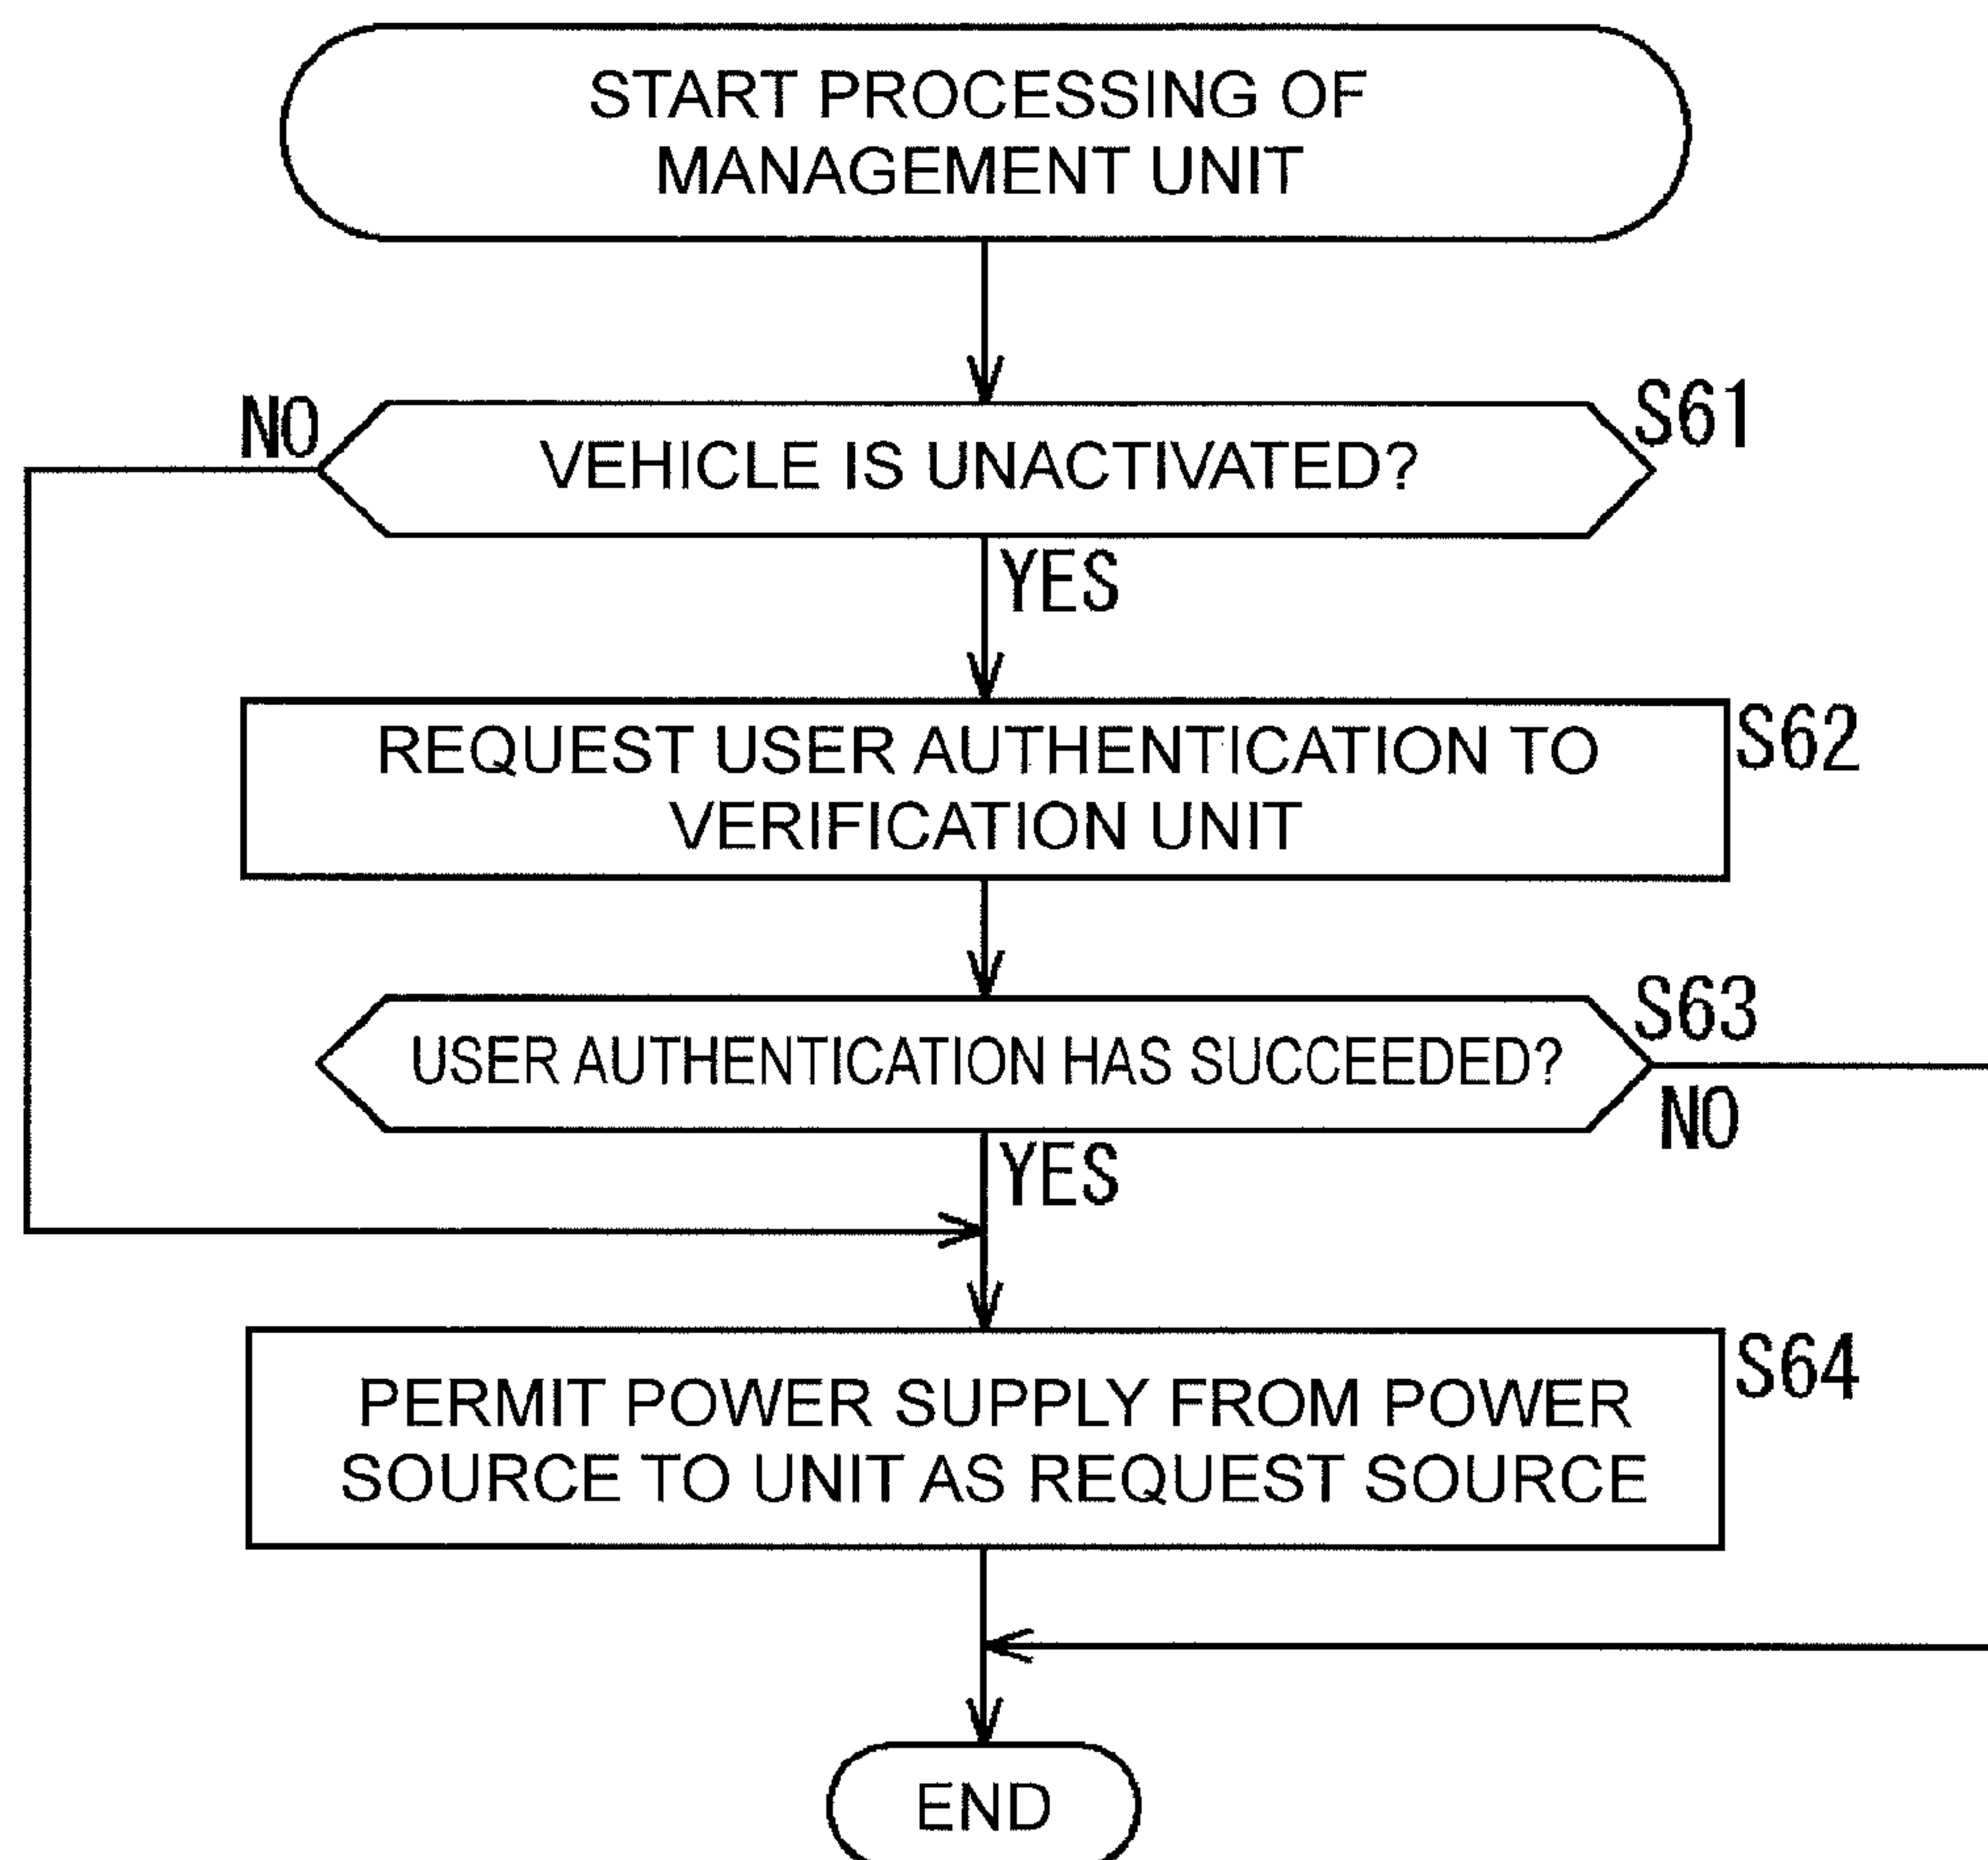 START PROCESSING OF
MANAGEMENT UNIT
NO
VEHICLE IS UNACTIVATED?
S61
YES
REQUEST USER AUTHENTICATION TO
VERIFICATION UNIT
S62
USER AUTHENTICATION HAS SUCCEEDED?
S63
NO
YES
PERMIT POWER SUPPLY FROM POWER
SOURCE TO UNIT AS REQUEST SOURCE
S64
END